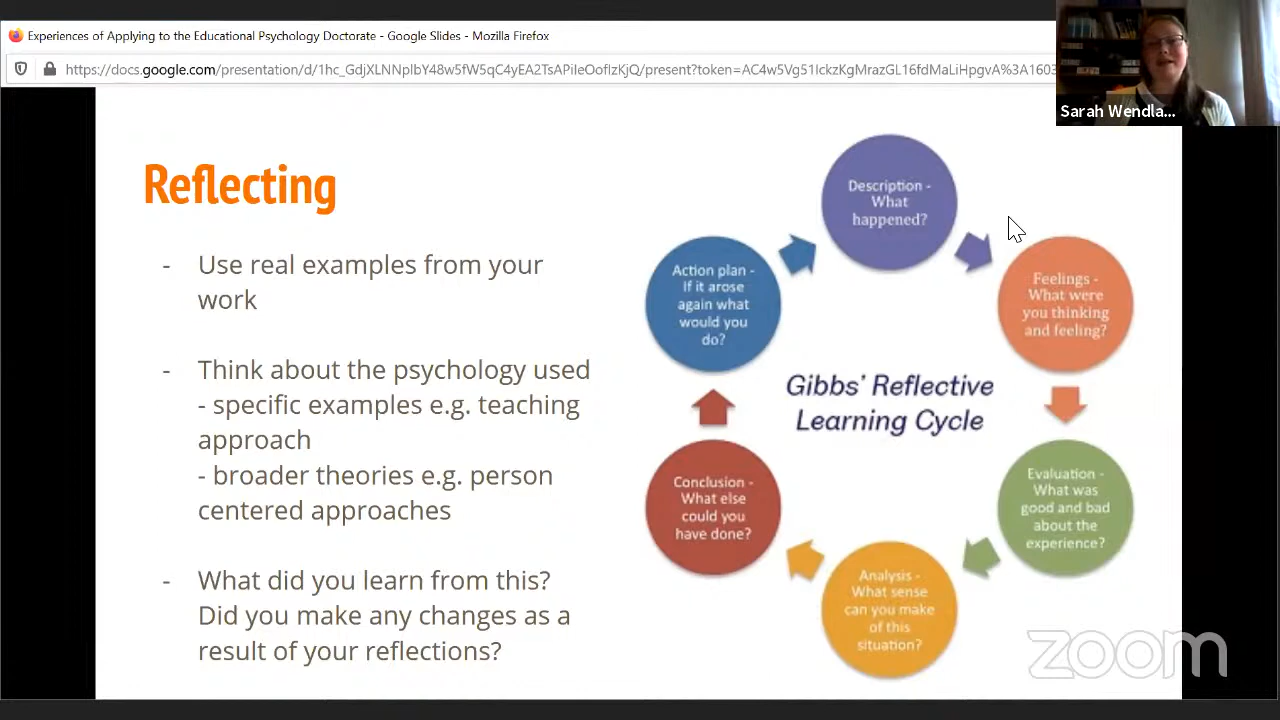 Experiences of Applying to the Educational Psychology Doctorate - Google Slides - Mozilla Firefox
Sarah Wendla...
Reflecting
- Use real examples from your
work
- Think about the psychology used
- specific examples e.g. teaching
approach
- broader theories e.g. person
centered approaches
- What did you learn from this?
Did you make any changes as a
result of your reflections?
Description -
What
happened?
Feelings -
What were
you thinking
and feeling?
Evaluation -
What was
good and bad
about the
experience?
Analysis -
What sense
can you make
of this
situation?
Conclusion -
What else
could you
have done?
Action plan -
If it arose
again what
would you
do?
Gibbs' Reflective
Learning Cycle
zoom